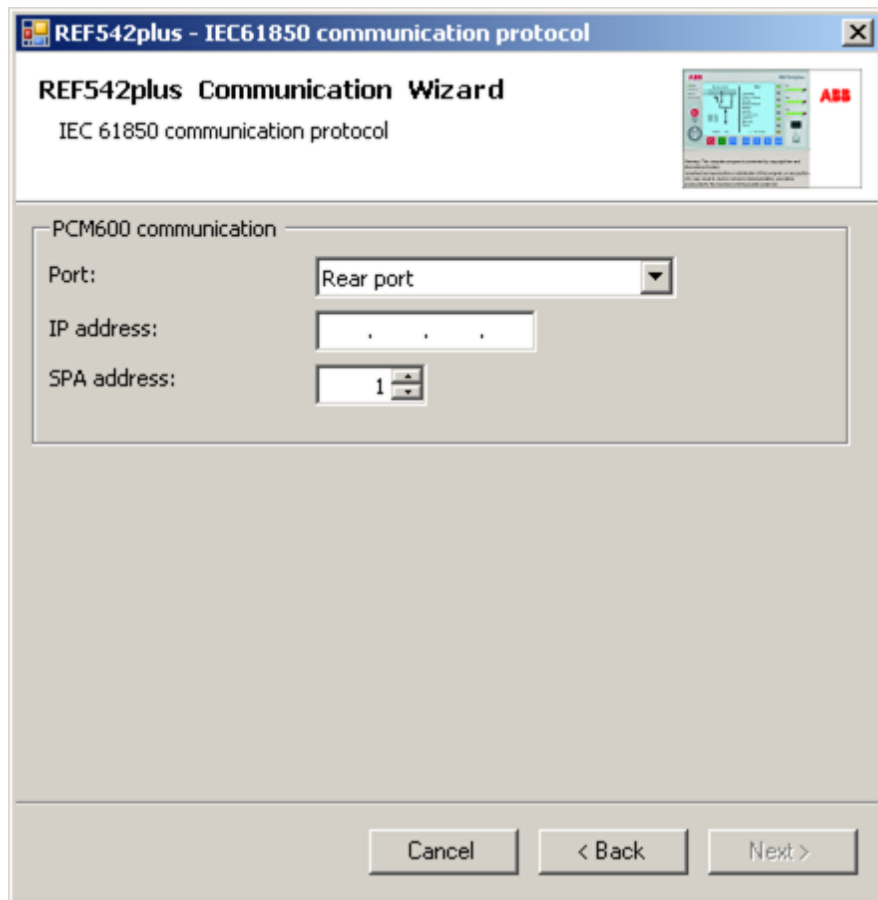 REF542plus - IEC61850 communication protocol
REF542plus Communication Wizard
IEC 61850 communication protocol
ABB
ABB
PCM600 communication
Port:
Rear port
IP address:
. . .
SPA address:
1
Cancel
< Back
Next >